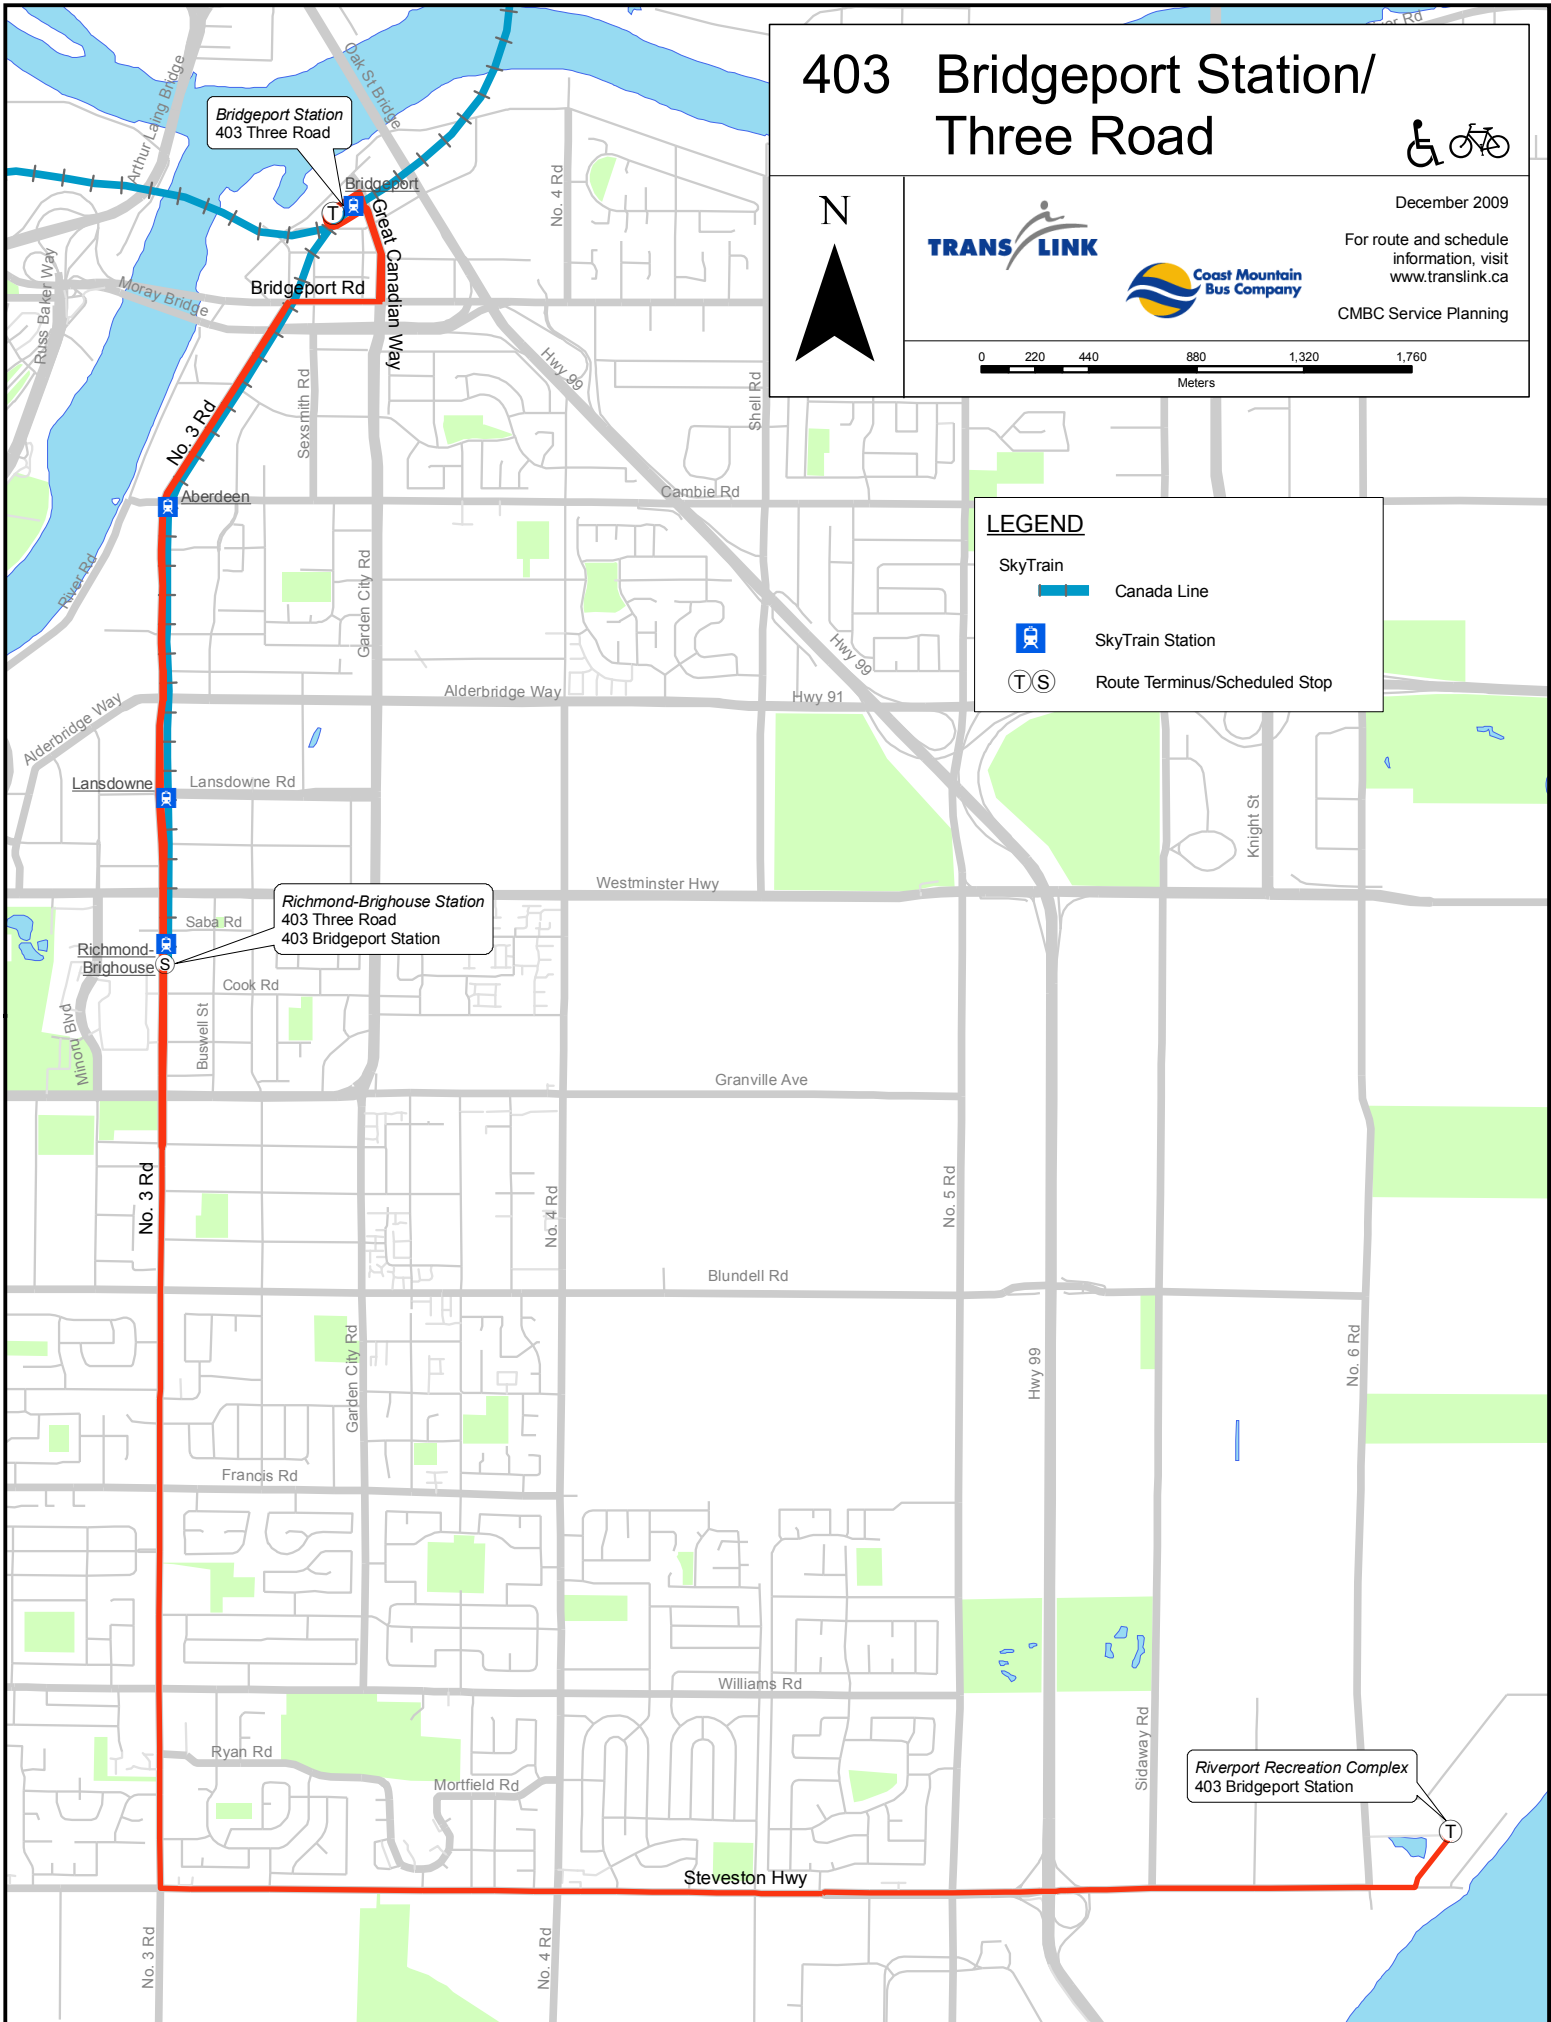 403 Bridgeport Station/
Three Road
N
TRANS LINK
Coast Mountain
Bus Company
December 2009
For route and schedule
information, visit
www.translink.ca
CMBC Service Planning
0 220 440 880 1,320 1,760
Meters
LEGEND
SkyTrain
Canada Line
SkyTrain Station
T S Route Terminus/Scheduled Stop
Oak St Bridge
Arthur Laing Bridge
Bridgeport Station
403 Three Road
Bridgeport
T
Great Canadian Way
No. 4 Rd
Russ Baker Way
Moray Bridge
Bridgeport Rd
Hwy 99
Sexsmith Rd
Shell Rd
No. 3 Rd
Aberdeen
Cambie Rd
River Rd
Garden City Rd
Hwy 99
Alderbridge Way
Hwy 91
Alderbridge Way
Lansdowne
Lansdowne Rd
Knight St
Westminster Hwy
Richmond-Brighouse Station
403 Three Road
403 Bridgeport Station
Saba Rd
Richmond-
Brighouse
S
Cook Rd
Minoru Blvd
Buswell St
Granville Ave
No. 3 Rd
No. 4 Rd
No. 5 Rd
Blundell Rd
Garden City Rd
Hwy 99
No. 6 Rd
Francis Rd
Williams Rd
Ryan Rd
Mortfield Rd
Sidaway Rd
Riverport Recreation Complex
403 Bridgeport Station
T
Steveston Hwy
No. 3 Rd
No. 4 Rd